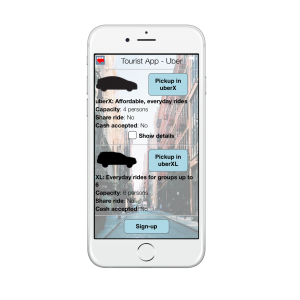 Tourist App - Uber
Pickup in
uberX
uberX: Affordable, everyday rides
Capacity: 4 persons
Share ride: No
Cash accepted: No
Show details
Pickup in
uberXL
XL: Everyday rides for groups up to
6
Capacity: 6 persons
Share ride: No
Cash accepted: No
Sign-up